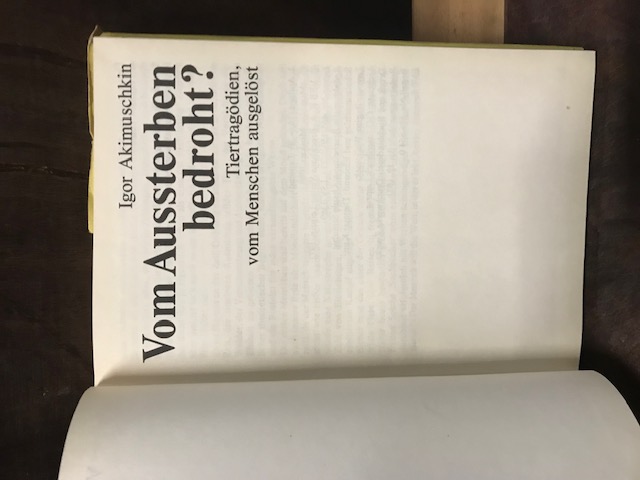 Igor Akimuschkin
Vom Aussterben
bedroht?
Tiertragödien,
vom Menschen ausgelöst